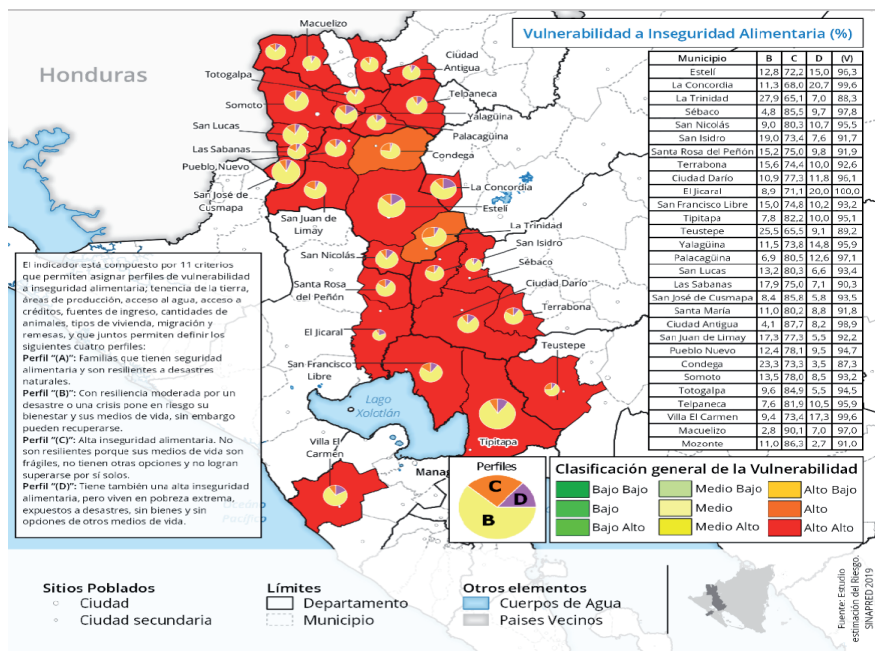 Vulnerabilidad a Inseguridad Alimentaria (%)
Municipio B C D (V)
Estelí 12,8 72,2 15,0 96,3
La Concordia 11,3 68,0 20,7 99,6
La Trinidad 27,9 65,1 7,0 88,3
Sébaco 4,8 85,5 9,7 97,8
San Nicolás 9,0 80,3 10,7 95,5
San Isidro 19,0 73,4 7,6 91,7
Santa Rosa del Peñón 15,2 75,0 9,8 91,9
Terrabona 15,6 74,4 10,0 92,6
Ciudad Darío 10,9 77,3 11,8 96,1
El Jicaral 8,9 71,1 20,0 100,0
San Francisco Libre 15,0 74,8 10,2 93,2
Tipitapa 7,8 82,2 10,0 95,1
Teustepe 25,5 65,5 9,1 89,2
Yalagüina 11,5 73,8 14,8 95,9
Palacagüina 6,9 80,5 12,6 97,1
San Lucas 13,2 80,3 6,6 93,4
Las Sabanas 17,9 75,0 7,1 90,3
San José de Cusmapa 8,4 85,8 5,8 93,5
Santa María 11,0 80,2 8,8 91,8
Ciudad Antigua 4,1 87,7 8,2 98,9
San Juan de Limay 17,3 77,3 5,5 92,2
Pueblo Nuevo 12,4 78,1 9,5 94,7
Condega 23,3 73,3 3,5 87,3
Somoto 13,5 78,0 8,5 93,2
Totogalpa 9,6 84,9 5,5 94,5
Telpaneca 7,6 81,9 10,5 95,9
Villa El Carmen 9,4 73,4 17,3 99,6
Macuelizo 2,8 90,1 7,0 97,0
Mozonte 11,0 86,3 2,7 91,0
Honduras
Macuelizo
Ciudad
Antigua
Totogalpa
Telpaneca
Somoto
Yalagüina
San Lucas
Palacagüina
Las Sabanas
Condega
Pueblo Nuevo
La Concordia
San José de
Cusmapa
Estelí
San Juan de
Limay
La Trinidad
San Isidro
San Nicolás
Sébaco
Santa Rosa
del Peñón
Ciudad Darío
Terrabona
El Jicaral
Teustepe
San Francisco
Libre
Lago
Xolotlán
Tipitapa
Villa El
Carmen
Manag
Océano
Pacífico
El indicador está compuesto por 11 criterios
que permiten asignar perfiles de vulnerabilidad
a inseguridad alimentaria; tenencia de la tierra,
áreas de producción, acceso al agua, acceso a
créditos, fuentes de ingreso, cantidades de
animales, tipos de vivienda, migración y
remesas, y que juntos permiten definir los
siguientes cuatro perfiles:
Perfil “(A)”: Familias que tienen seguridad
alimentaria y son resilientes a desastres
naturales.
Perfil “(B)”: Con resiliencia moderada por un
desastre o una crisis pone en riesgo su
bienestar y sus medios de vida, sin embargo
pueden recuperarse.
Perfil “(C)”: Alta inseguridad alimentaria. No
son resilientes porque sus medios de vida son
frágiles, no tienen otras opciones y no logran
superarse por sí solos.
Perfil “(D)”: Tiene también una alta inseguridad
alimentaria, pero viven en pobreza extrema,
expuestos a desastres, sin bienes y sin
opciones de otros medios de vida.
Perfiles
C
D
B
Clasificación general de la Vulnerabilidad
Bajo Bajo Medio Bajo Alto Bajo
Bajo Medio Alto
Bajo Alto Medio Alto Alto Alto
Sitios Poblados
Ciudad
Ciudad secundaria
Límites
Departamento
Municipio
Otros elementos
Cuerpos de Agua
Paises Vecinos
Fuente: Estudio
estimación del Riesgo.
SINAPRED 2019